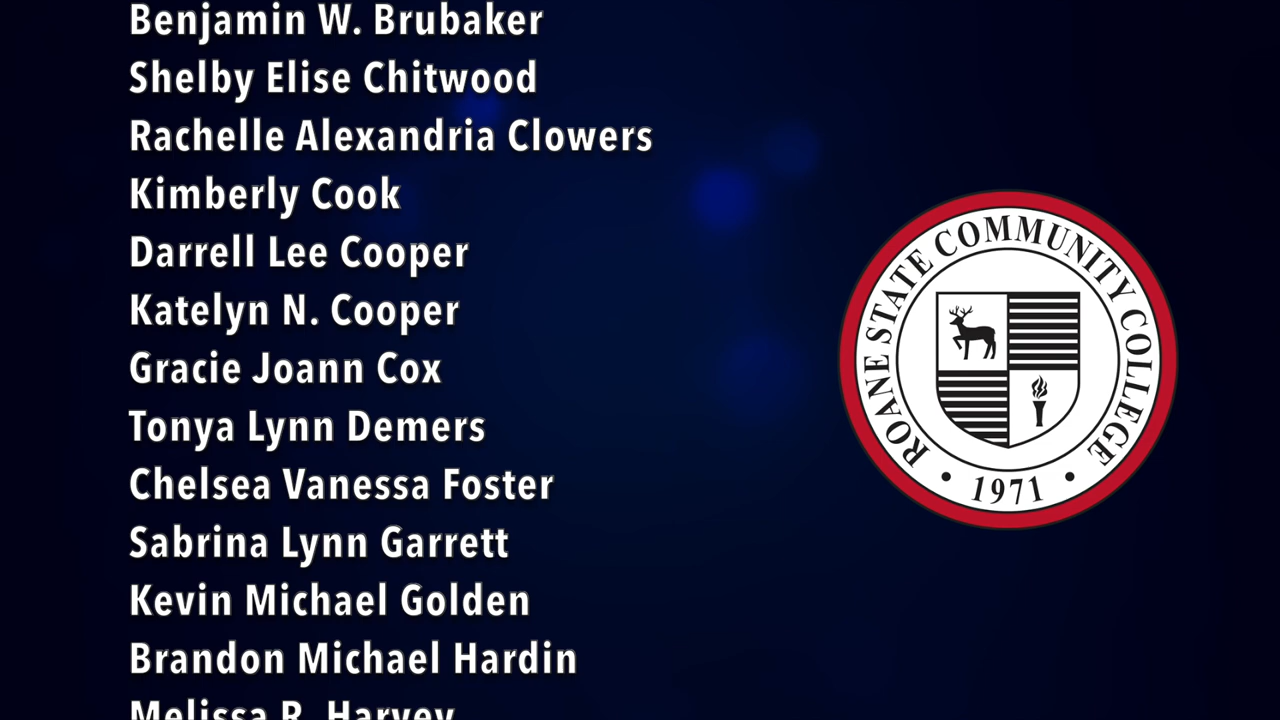 Benjamin W. Brubaker
Shelby Elise Chitwood
Rachelle Alexandria Clowers
Kimberly Cook
Darrell Lee Cooper
Katelyn N. Cooper
Gracie Joann Cox
Tonya Lynn Demers
Chelsea Vanessa Foster
Sabrina Lynn Garrett
Kevin Michael Golden
Brandon Michael Hardin
Melissa R. Harvey
ROANE STATE COMMUNITY COLLEGE
• 1971 •